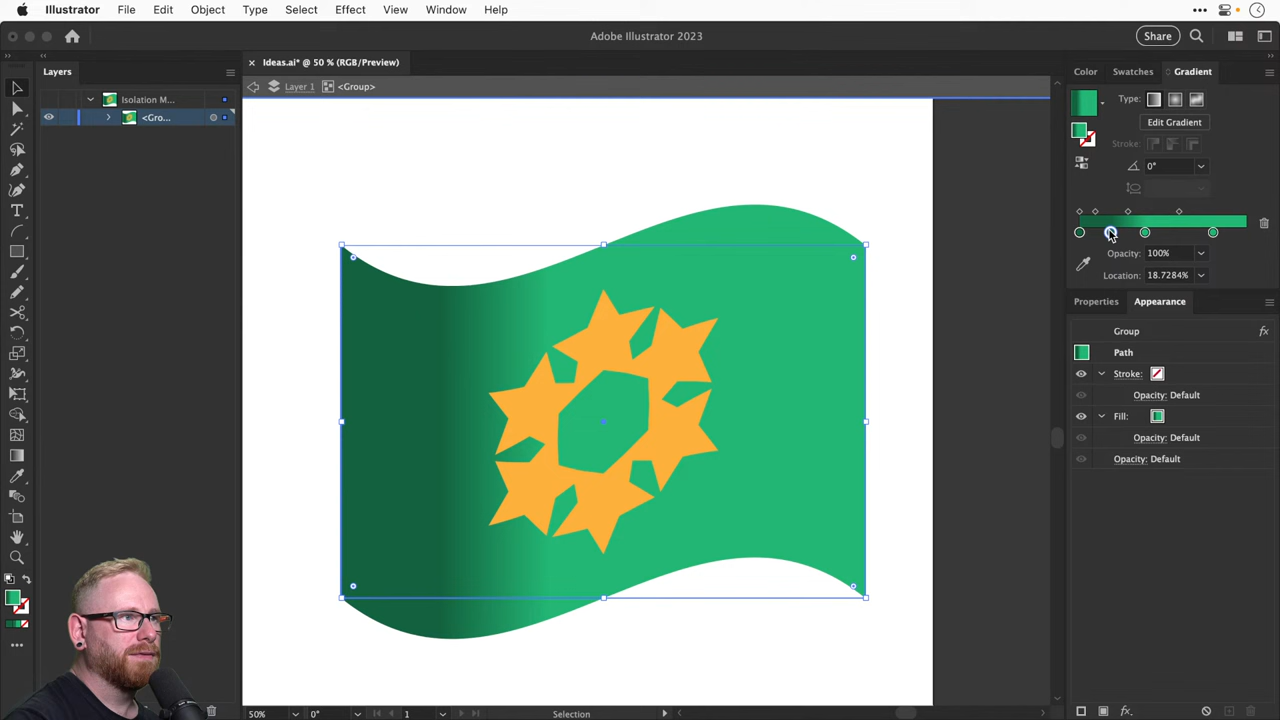 Illustrator File Edit Object Type Select Effect View Window Help
Adobe Illustrator 2023
Share
Layers
Ideas.ai* @ 50 % (RGB/Preview)
Color Swatches Gradient
Isolation M...
Layer 1 <Group>
<Gro...
Type:
Edit Gradient
Stroke:
0°
Opacity: 100%
Location: 18.7284%
Properties Appearance
Group fx
Path
Stroke:
Opacity: Default
Fill:
Opacity: Default
Opacity: Default
50% 0° 1 Selection
fx